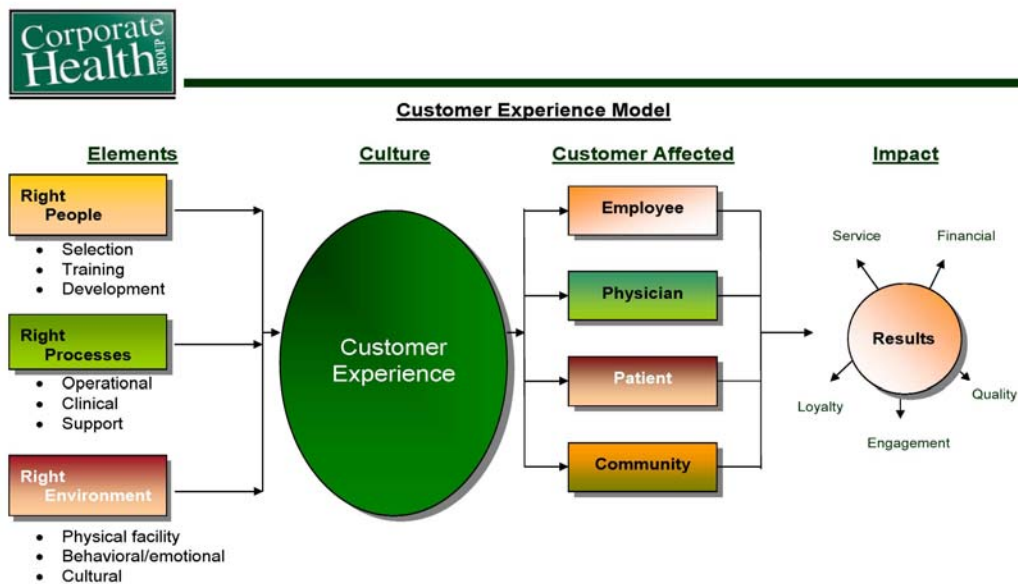 Corporate
Health
GROUP
Customer Experience Model
Elements
Culture
Customer Affected
Impact
Right
People
• Selection
• Training
• Development
Right
Processes
• Operational
• Clinical
• Support
Right
Environment
• Physical facility
• Behavioral/emotional
• Cultural
Customer
Experience
Employee
Physician
Patient
Community
Service
Financial
Results
Loyalty
Quality
Engagement